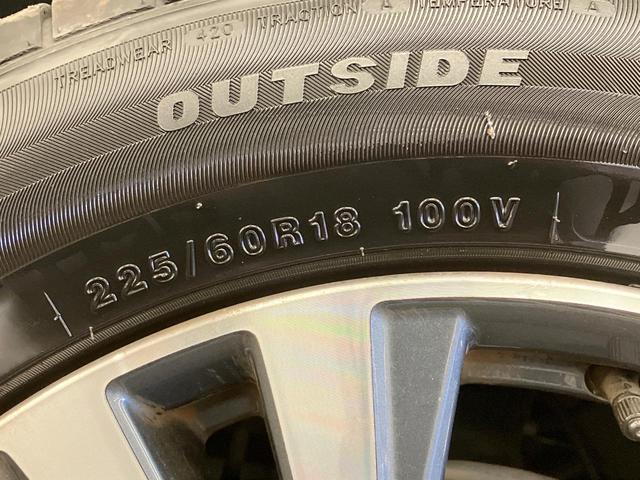 TREADWEAR 420 TRACTION A TEMPERATURE A
OUTSIDE
225/60R18 100V